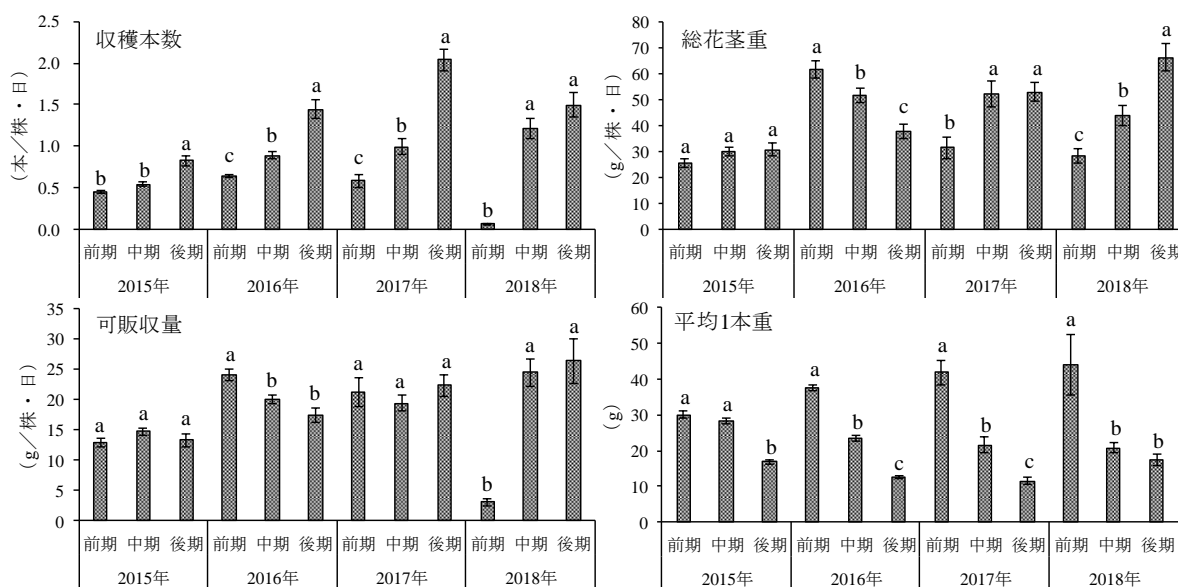 収穫本数
(本／株・日)
2.5
2.0
1.5
1.0
0.5
0.0
b b a c b a c b a b a a
前期 中期 後期 前期 中期 後期 前期 中期 後期 前期 中期 後期
2015年 2016年 2017年 2018年
総花茎重
(g／株・日)
80
70
60
50
40
30
20
10
0
a a a a b c b a a c b a
前期 中期 後期 前期 中期 後期 前期 中期 後期 前期 中期 後期
2015年 2016年 2017年 2018年
可販収量
(g／株・日)
35
30
25
20
15
10
5
0
a a a a b b a a a b a a
前期 中期 後期 前期 中期 後期 前期 中期 後期 前期 中期 後期
2015年 2016年 2017年 2018年
平均1本重
(g)
60
50
40
30
20
10
0
a a b a b c a b c a b b
前期 中期 後期 前期 中期 後期 前期 中期 後期 前期 中期 後期
2015年 2016年 2017年 2018年